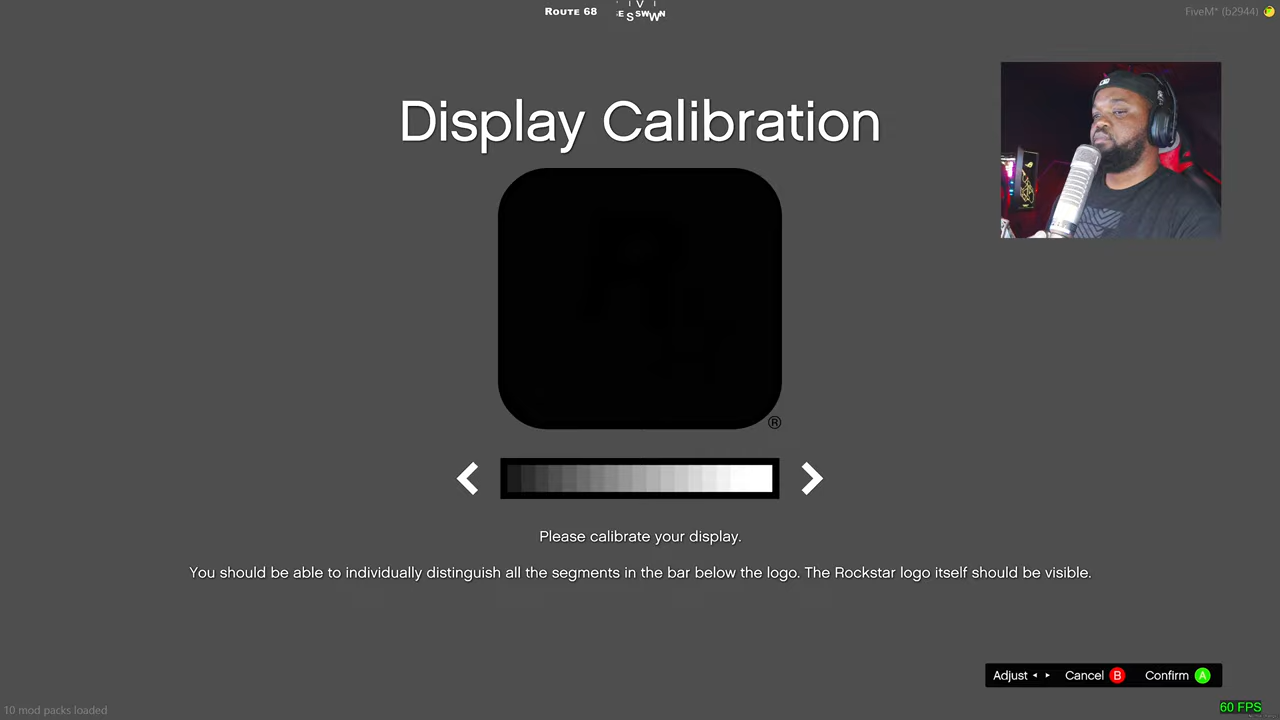 ROUTE 68
FiveM* (b2944)
Display Calibration
®
Please calibrate your display.
You should be able to individually distinguish all the segments in the bar below the logo. The Rockstar logo itself should be visible.
Adjust Cancel B Confirm A
10 mod packs loaded
60 FPS